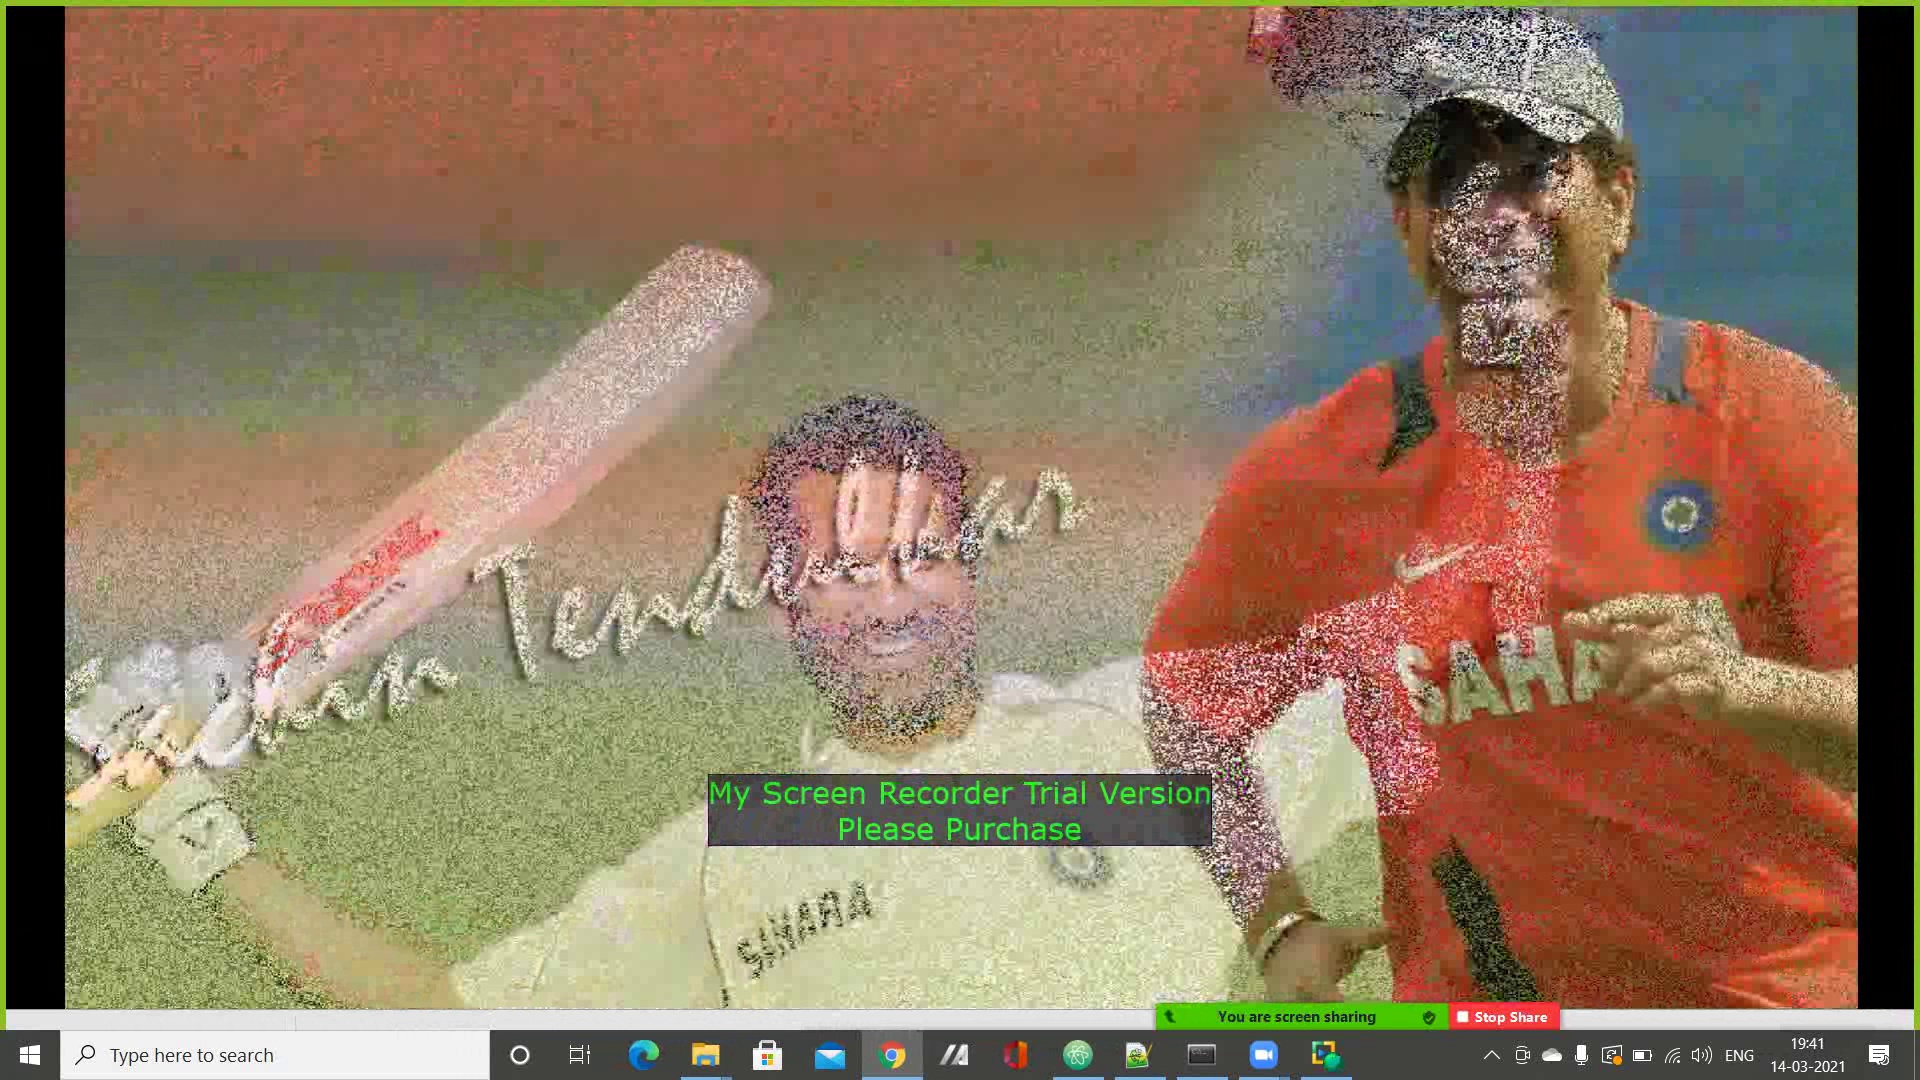 Sachin Tendulkar
SAHA
My Screen Recorder Trial Version
Please Purchase
SAHARA
You are screen sharing
Stop Share
Type here to search
ENG
19:41
14-03-2021